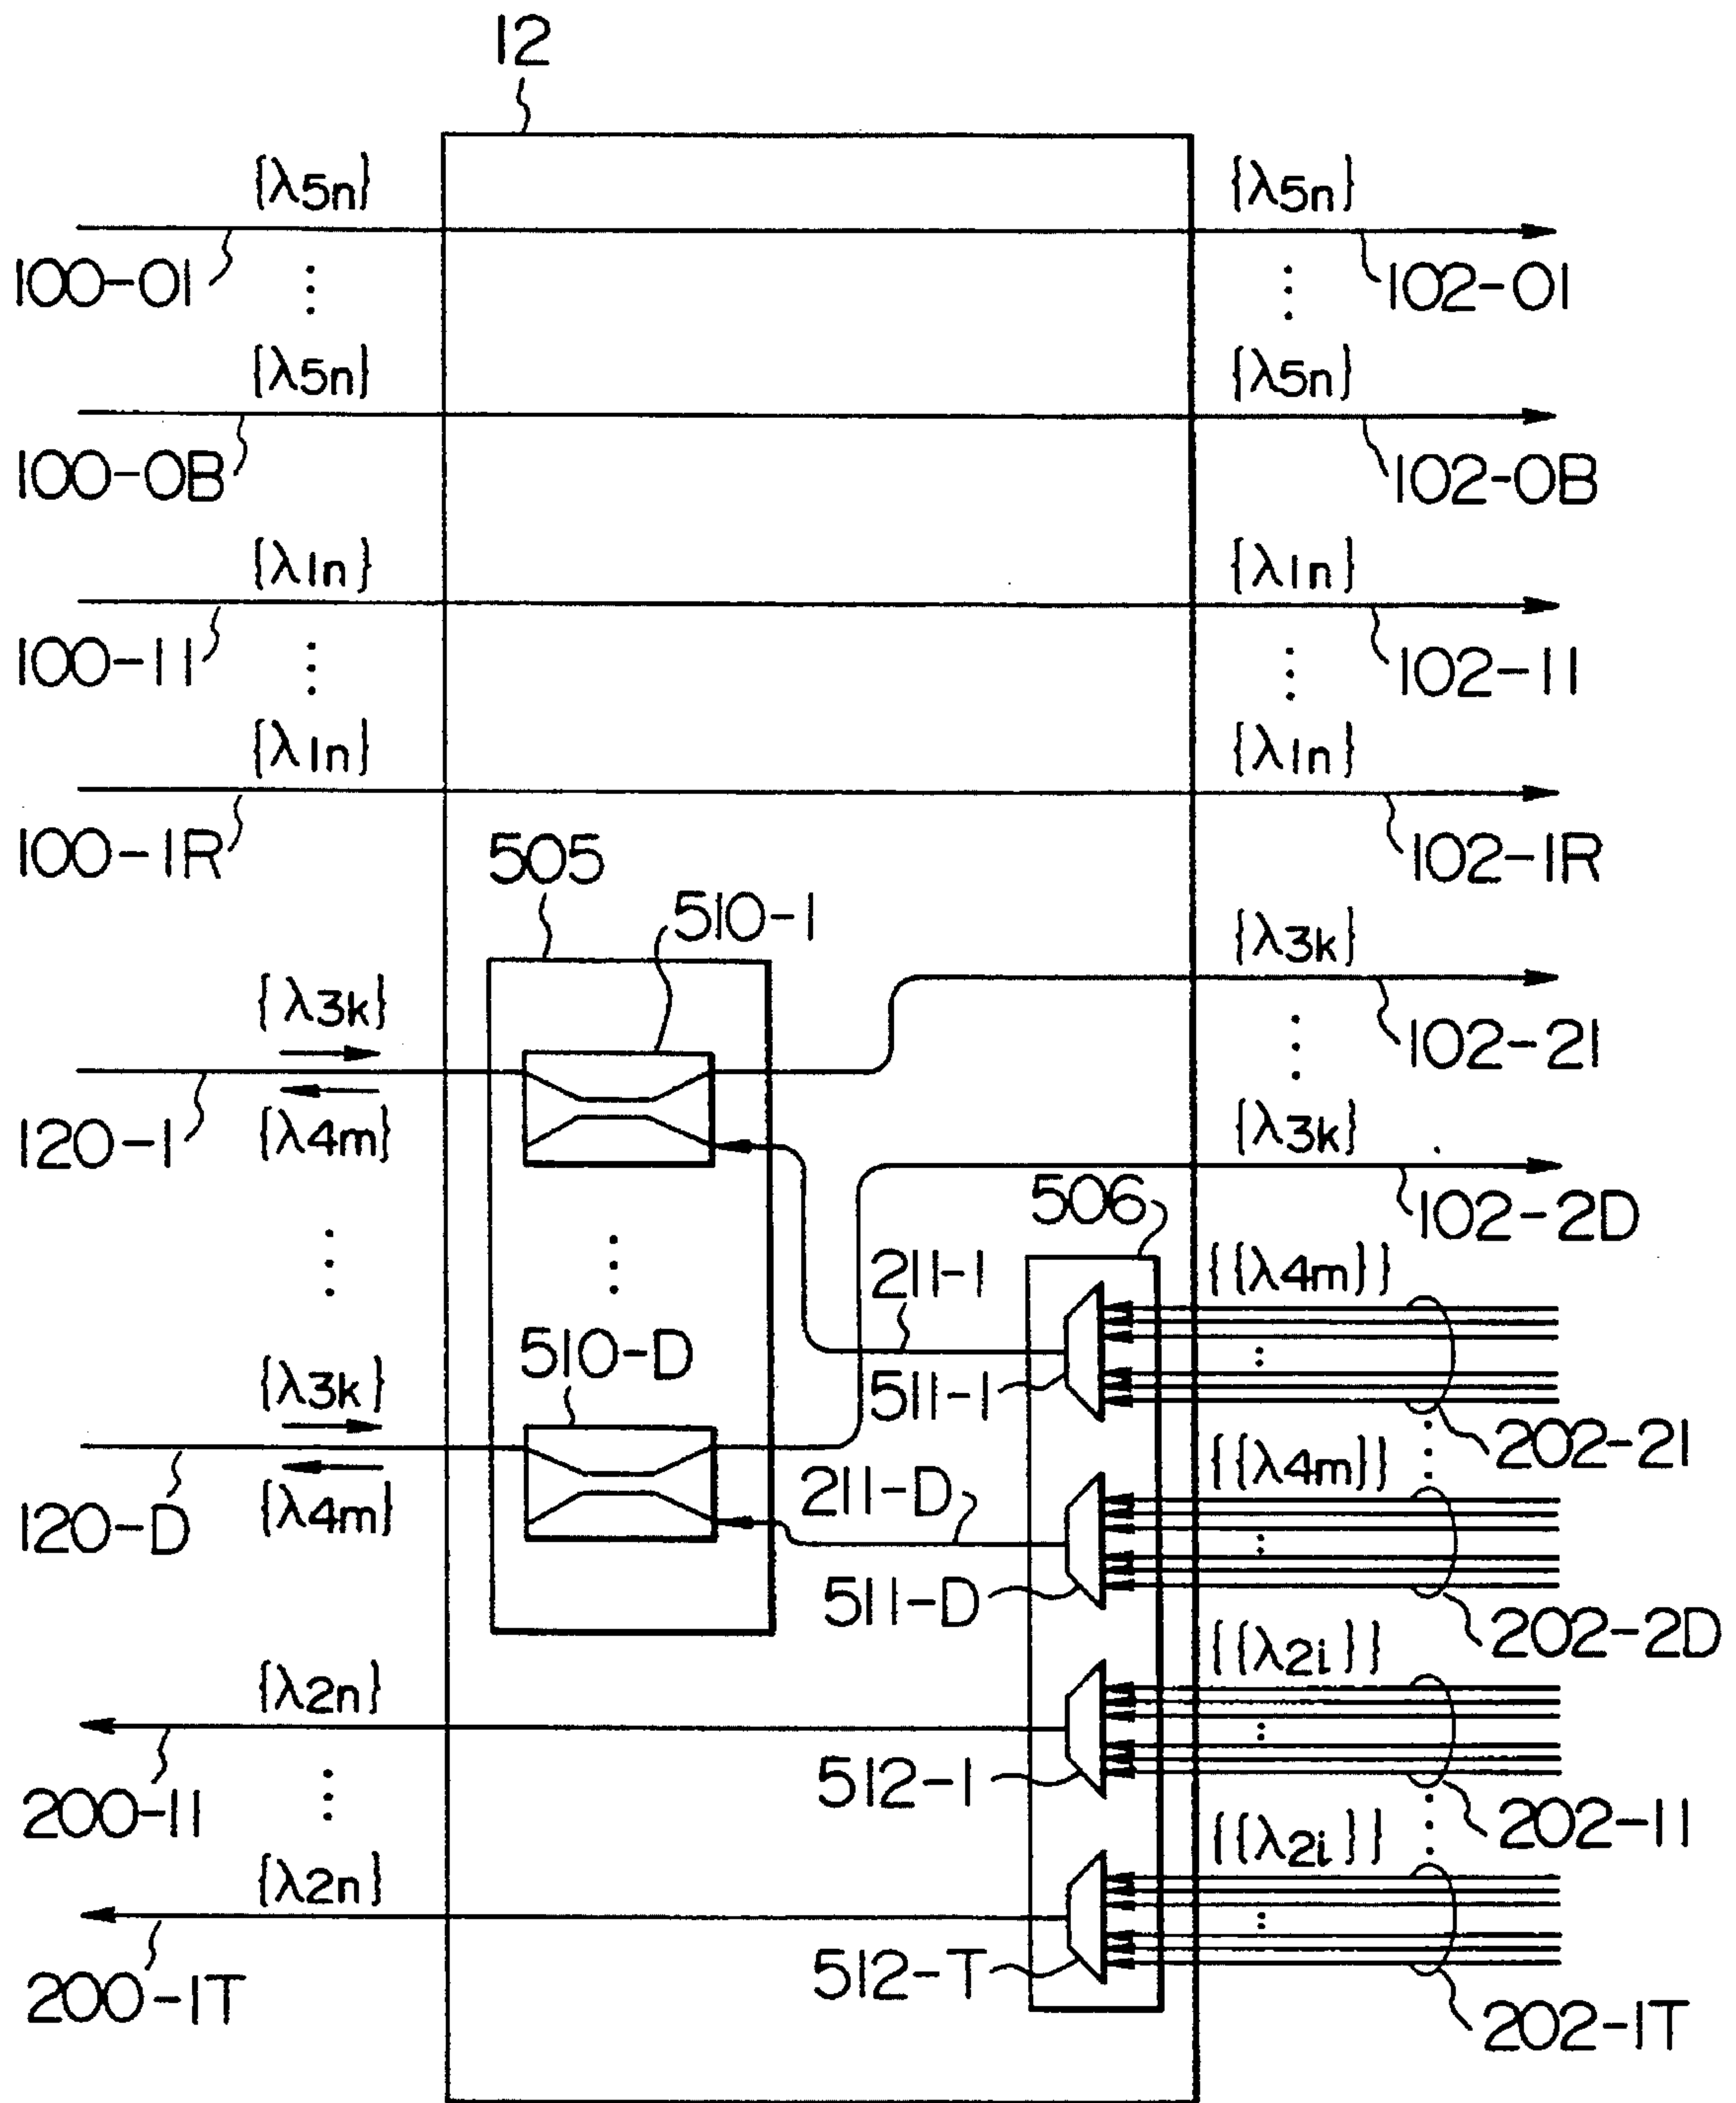 12
{λ5n} {λ5n}
100-01 102-01
{λ5n} {λ5n}
100-0B 102-0B
{λ1n} {λ1n}
100-11 102-11
{λ1n} {λ1n}
100-1R 102-1R
505
510-1
{λ3k} {λ3k}
102-21
120-1 {λ4m} {λ3k}
506 102-2D
211-1 {{λ4m}}
510-D
{λ3k} 511-1
202-21
211-D {{λ4m}}
120-D {λ4m}
511-D 202-2D
{λ2n} {{λ2i}}
200-11 512-1 202-11
{λ2n} {{λ2i}}
200-1T 512-T 202-1T